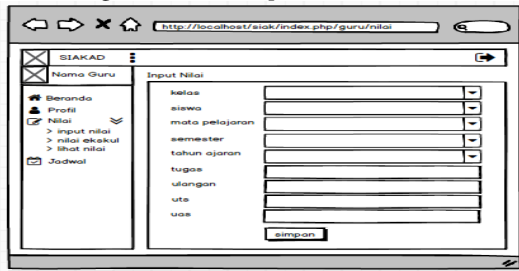 http://localhost/siak/index.php/guru/nilai
SIAKAD
Nama Guru
Input Nilai
Beranda
Profil
Nilai
> input nilai
> nilai ekskul
> lihat nilai
Jadwal
kelas
siswa
mata pelajaran
semester
tahun ajaran
tugas
ulangan
uts
uas
simpan